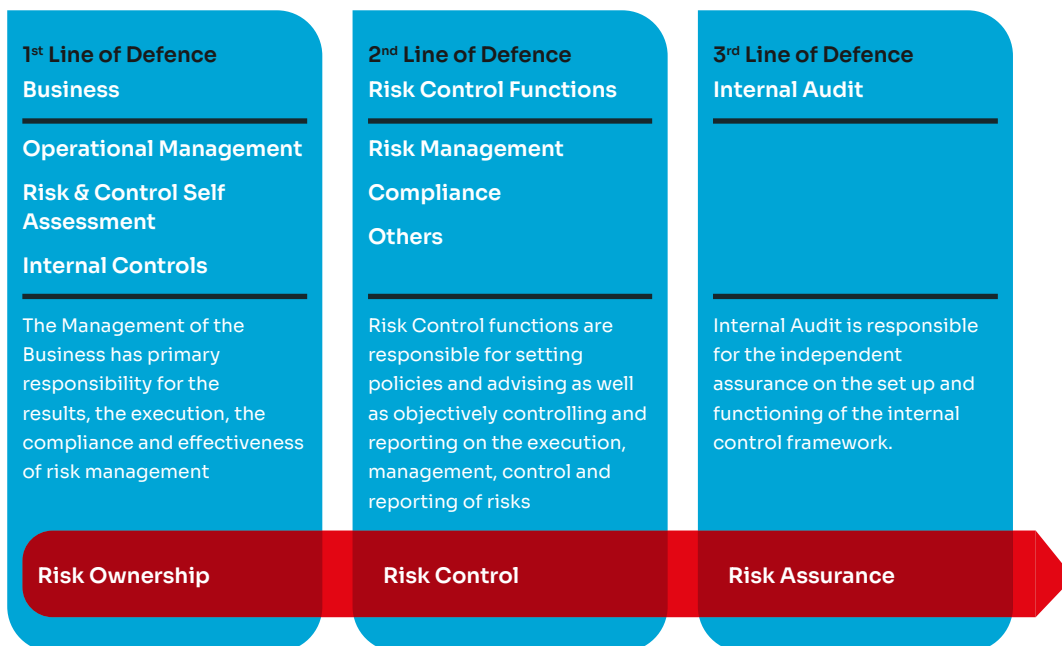 1st Line of Defence
Business
Operational Management
Risk & Control Self
Assessment
Internal Controls
The Management of the
Business has primary
responsibility for the
results, the execution, the
compliance and effectiveness
of risk management
Risk Ownership
2nd Line of Defence
Risk Control Functions
Risk Management
Compliance
Others
Risk Control functions are
responsible for setting
policies and advising as well
as objectively controlling and
reporting on the execution,
management, control and
reporting of risks
Risk Control
3rd Line of Defence
Internal Audit
Internal Audit is responsible
for the independent
assurance on the set up and
functioning of the internal
control framework.
Risk Assurance